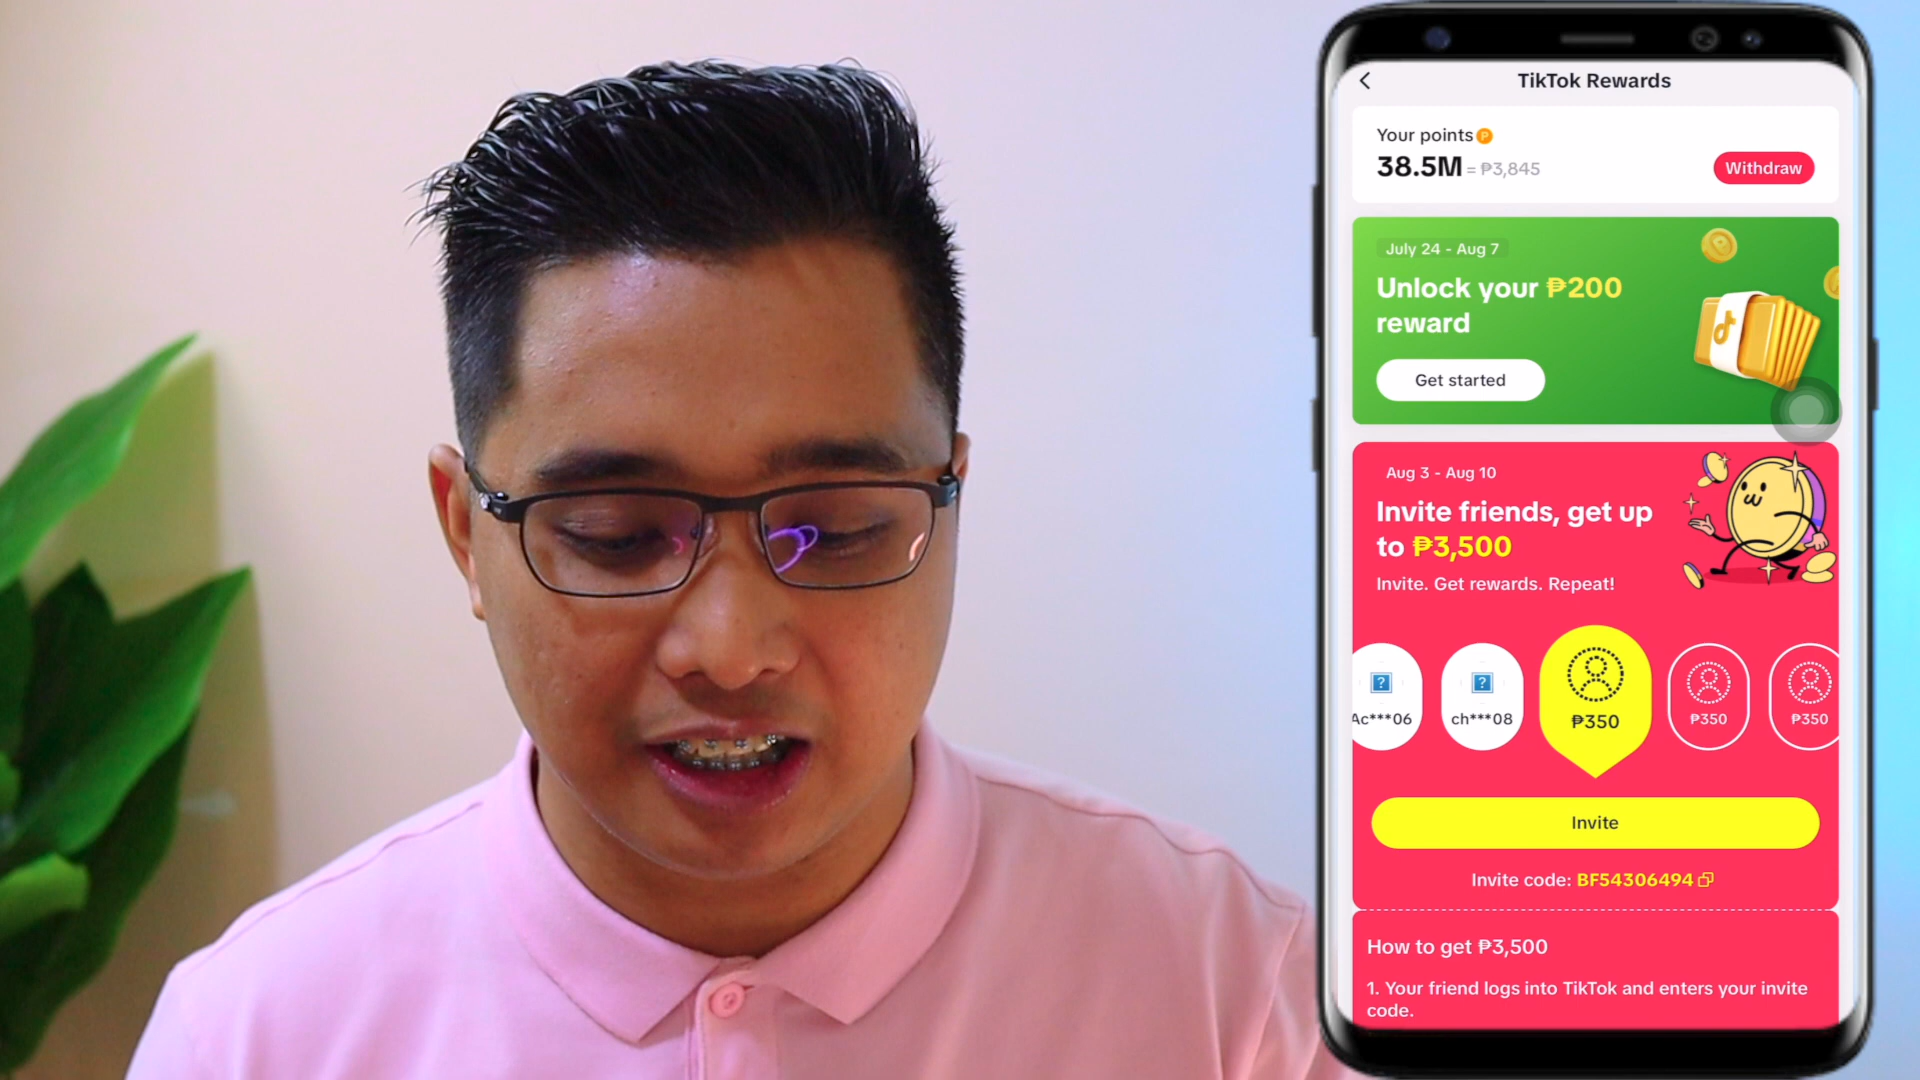 TikTok Rewards
Your points P
38.5M = ₱3,845
Withdraw
July 24 - Aug 7
Unlock your ₱200
reward
Get started
Aug 3 - Aug 10
Invite friends, get up
to ₱3,500
Invite. Get rewards. Repeat!
? ?
Ac***06 ch***08 ₱350 ₱350 ₱350
Invite
Invite code: BF54306494
How to get ₱3,500
1. Your friend logs into TikTok and enters your invite
code.